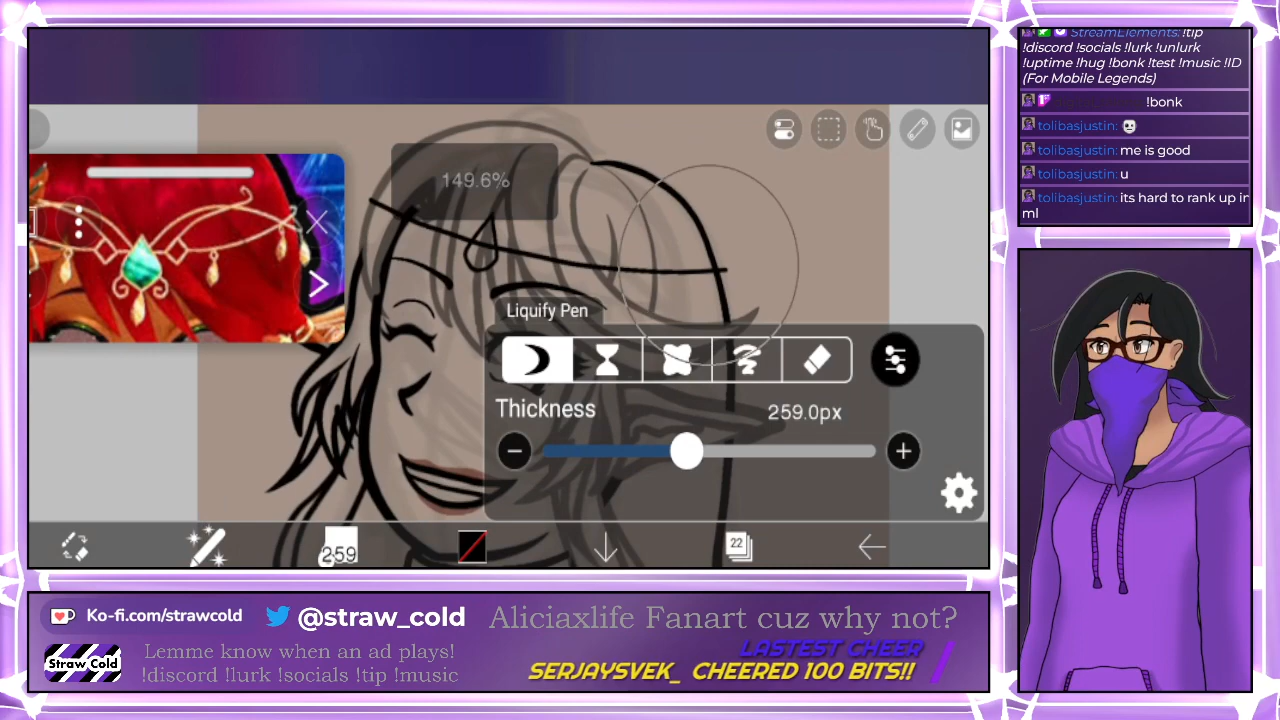 StreamElements: !tip
!discord !socials !lurk !unlurk
!uptime !hug !bonk !test !music !ID
(For Mobile Legends)
!bonk
tolibasjustin:
tolibasjustin: me is good
tolibasjustin: u
tolibasjustin: its hard to rank up in
ml
149.6%
Liquify Pen
Thickness
259.0px
259
22
Ko-fi.com/strawcold
@straw_cold
Aliciaxlife Fanart cuz why not?
Straw Cold
Lemme know when an ad plays!
!discord !lurk !socials !tip !music
LASTEST CHEER
SERJAYSVEK_ CHEERED 100 BITS!!